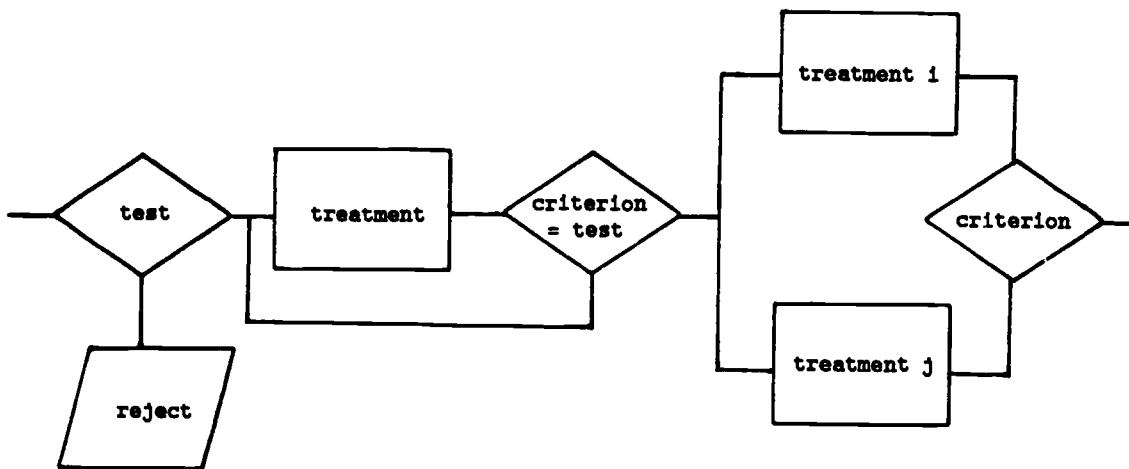 test
reject
treatment
criterion
= test
treatment i
treatment j
criterion